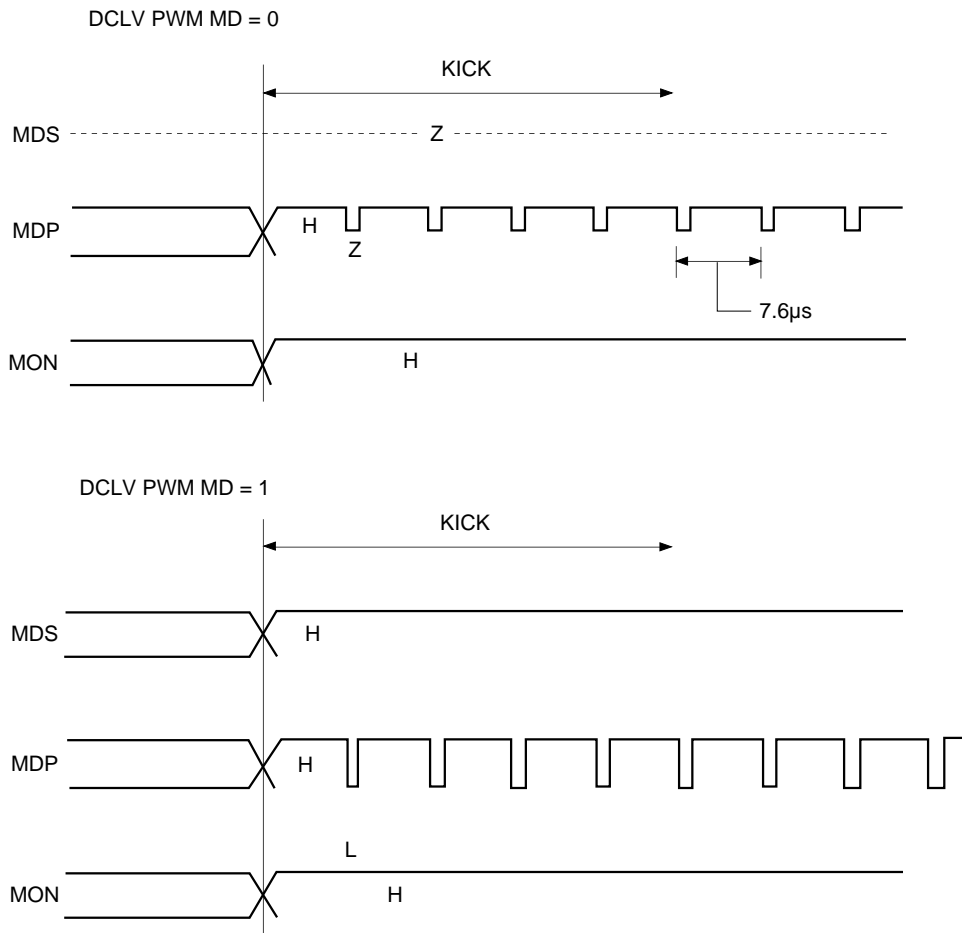 DCLV PWM MD = 0
KICK
MDS
Z
MDP
H
Z
7.6µs
MON
H
DCLV PWM MD = 1
KICK
MDS
H
MDP
H
L
MON
H